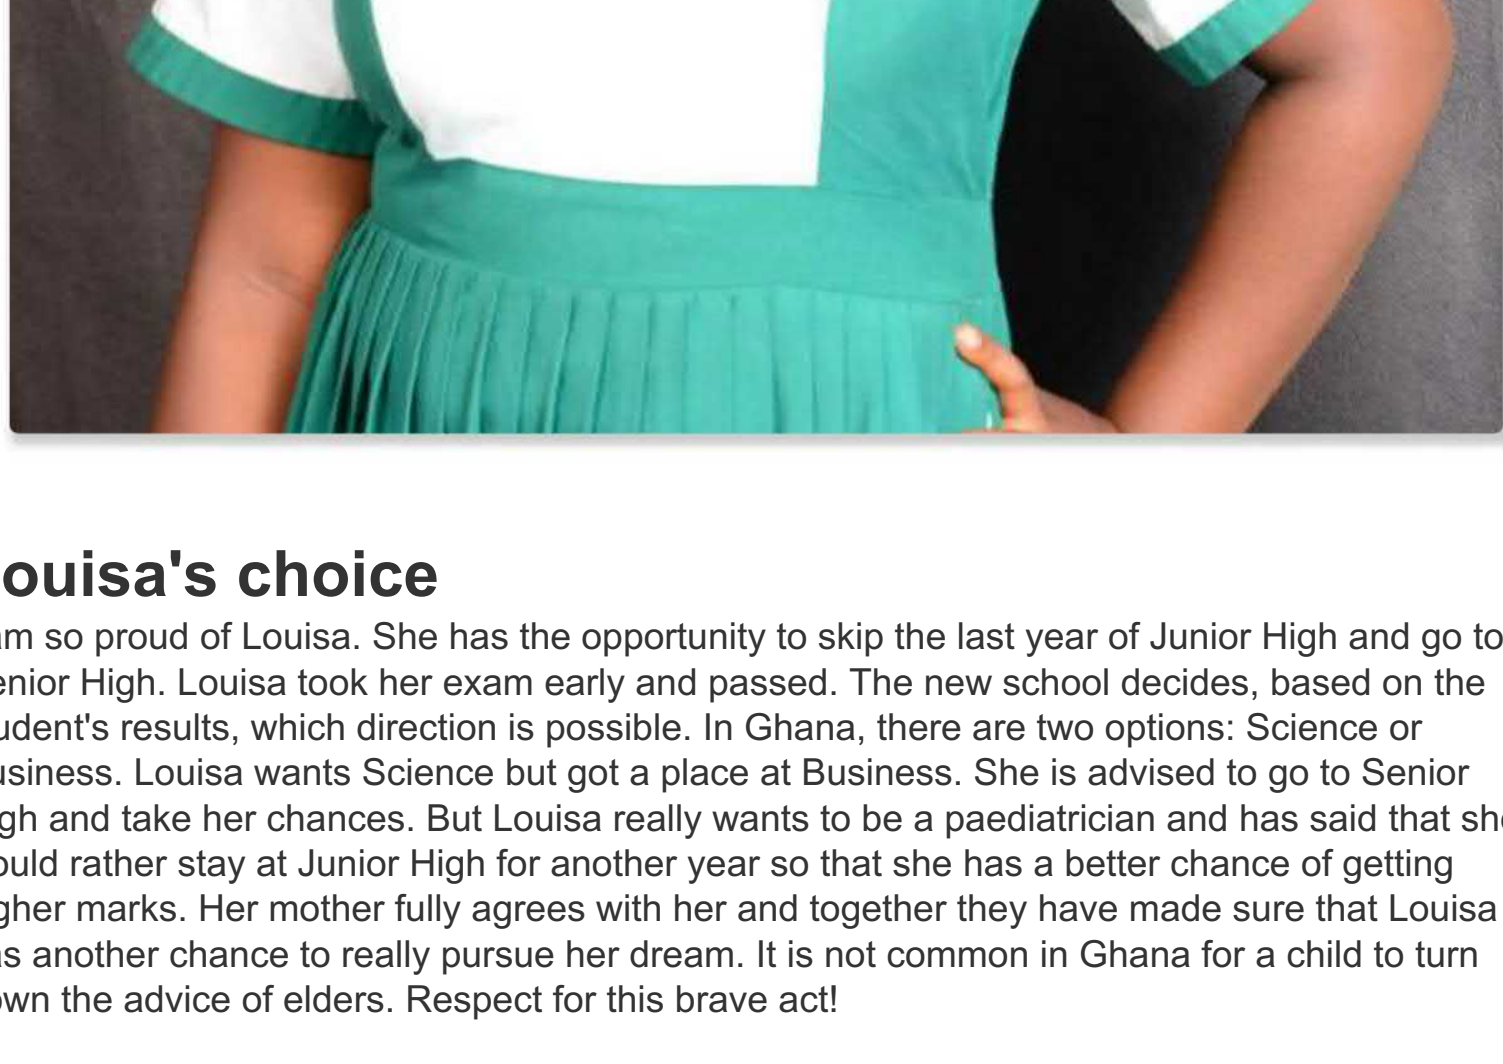 ouisa's choice
am so proud of Louisa. She has the opportunity to skip the last year of Junior High and go to
enior High. Louisa took her exam early and passed. The new school decides, based on the
udent's results, which direction is possible. In Ghana, there are two options: Science or
usiness. Louisa wants Science but got a place at Business. She is advised to go to Senior
gh and take her chances. But Louisa really wants to be a paediatrician and has said that she
ould rather stay at Junior High for another year so that she has a better chance of getting
gher marks. Her mother fully agrees with her and together they have made sure that Louisa
as another chance to really pursue her dream. It is not common in Ghana for a child to turn
own the advice of elders. Respect for this brave act!